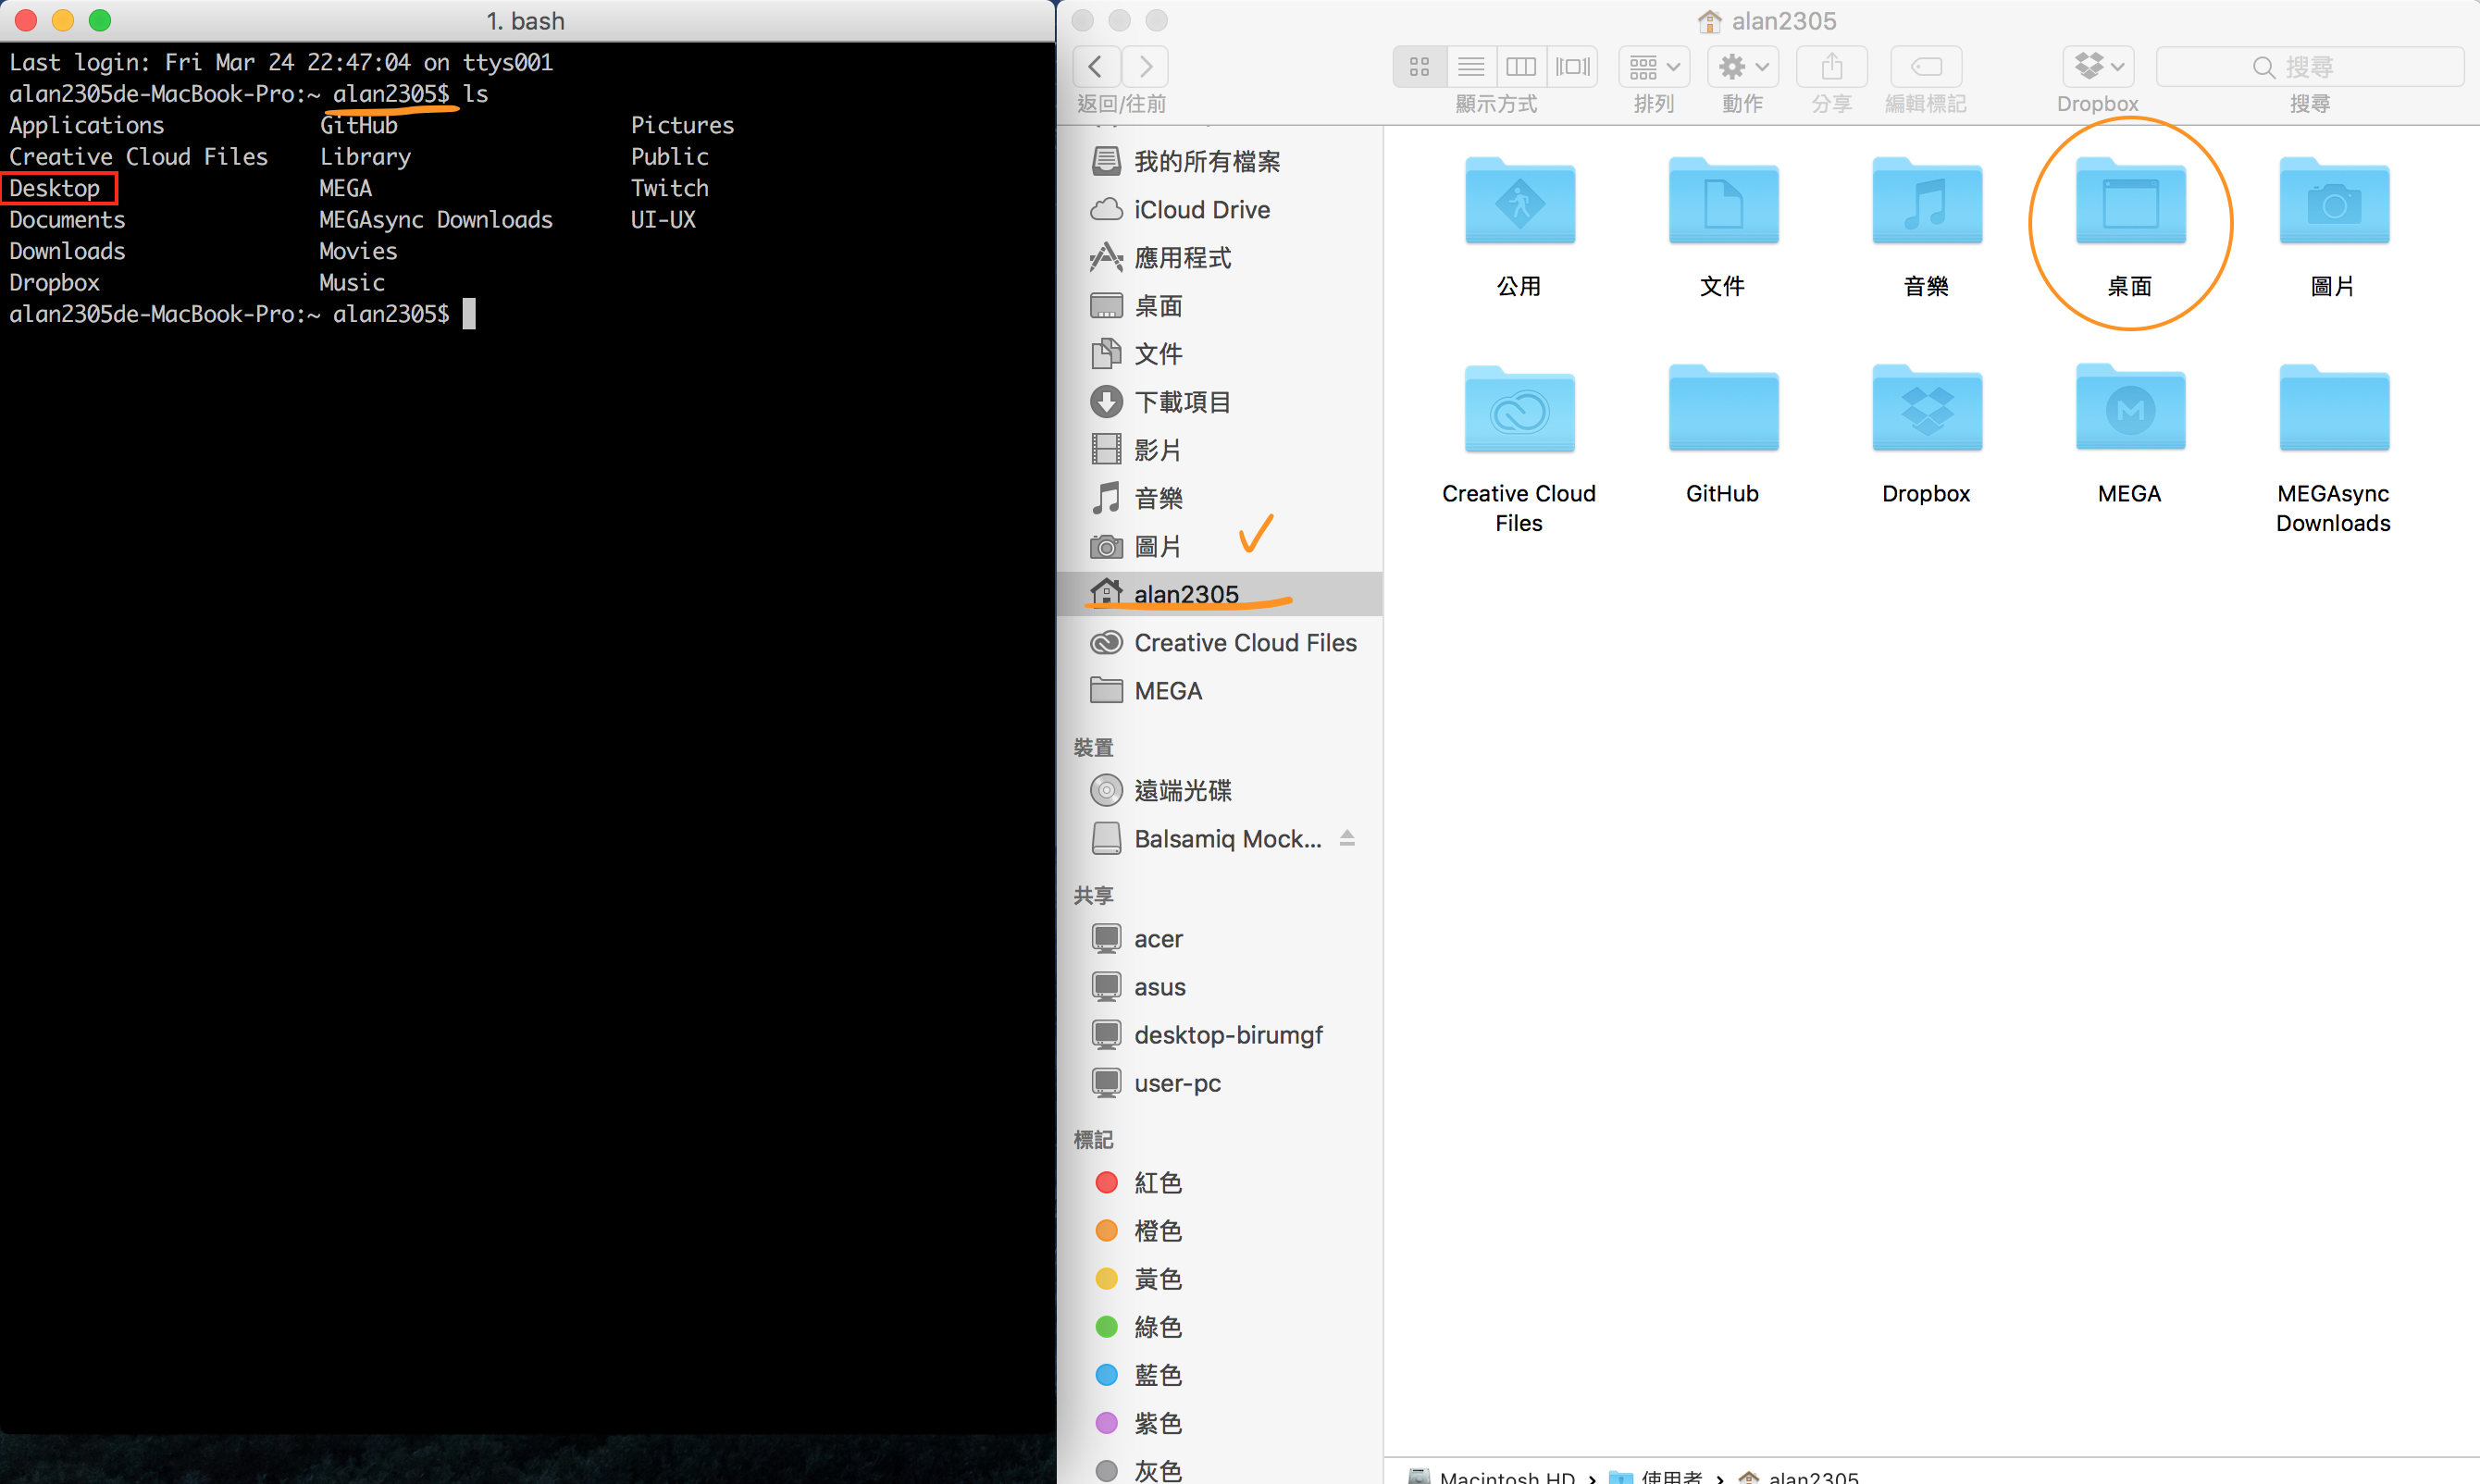 1. bash
Last login: Fri Mar 24 22:47:04 on ttys001
alan2305de-MacBook-Pro:~ alan2305$ ls
Applications GitHub Pictures
Creative Cloud Files Library Public
Desktop MEGA Twitch
Documents MEGAsync Downloads UI-UX
Downloads Movies
Dropbox Music
alan2305de-MacBook-Pro:~ alan2305$
alan2305
搜尋
返回/往前 顯示方式 排列 動作 分享 編輯標記 Dropbox 搜尋
我的所有檔案
iCloud Drive
應用程式
桌面
文件
下載項目
影片
音樂
圖片
alan2305
Creative Cloud Files
MEGA
裝置
遠端光碟
Balsamiq Mock...
共享
acer
asus
desktop-birumgf
user-pc
標記
紅色
橙色
黃色
綠色
藍色
紫色
灰色
公用 文件 音樂 桌面 圖片
Creative Cloud Files GitHub Dropbox MEGA MEGAsync Downloads
Macintosh HD › 使用者 › alan2305